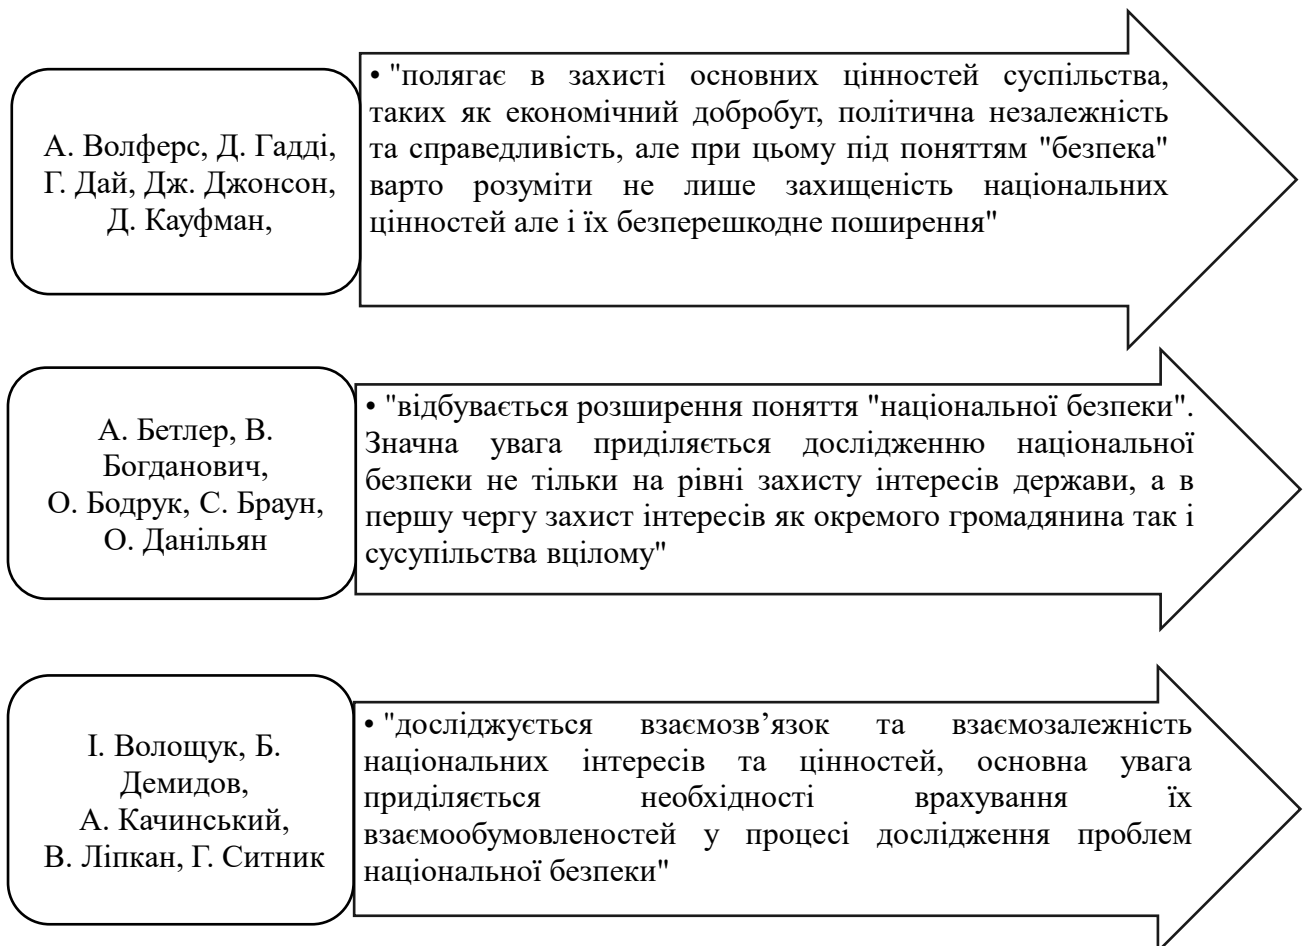 А. Волферс, Д. Гадді,
Г. Дай, Дж. Джонсон,
Д. Кауфман,
• "полягає в захисті основних цінностей суспільства,
таких як економічний добробут, політична незалежність
та справедливість, але при цьому під поняттям "безпека"
варто розуміти не лише захищеність національних
цінностей але і їх безперешкодне поширення"
А. Бетлер, В.
Богданович,
О. Бодрук, С. Браун,
О. Данільян
• "відбувається розширення поняття "національної безпеки".
Значна увага приділяється дослідженню національної
безпеки не тільки на рівні захисту інтересів держави, а в
першу чергу захист інтересів як окремого громадянина так і
сусупільства вцілому"
І. Волощук, Б.
Демидов,
А. Качинський,
В. Ліпкан, Г. Ситник
• "досліджується взаємозв’язок та взаємозалежність
національних інтересів та цінностей, основна увага
приділяється необхідності врахування їх
взаємообумовленостей у процесі дослідження проблем
національної безпеки"